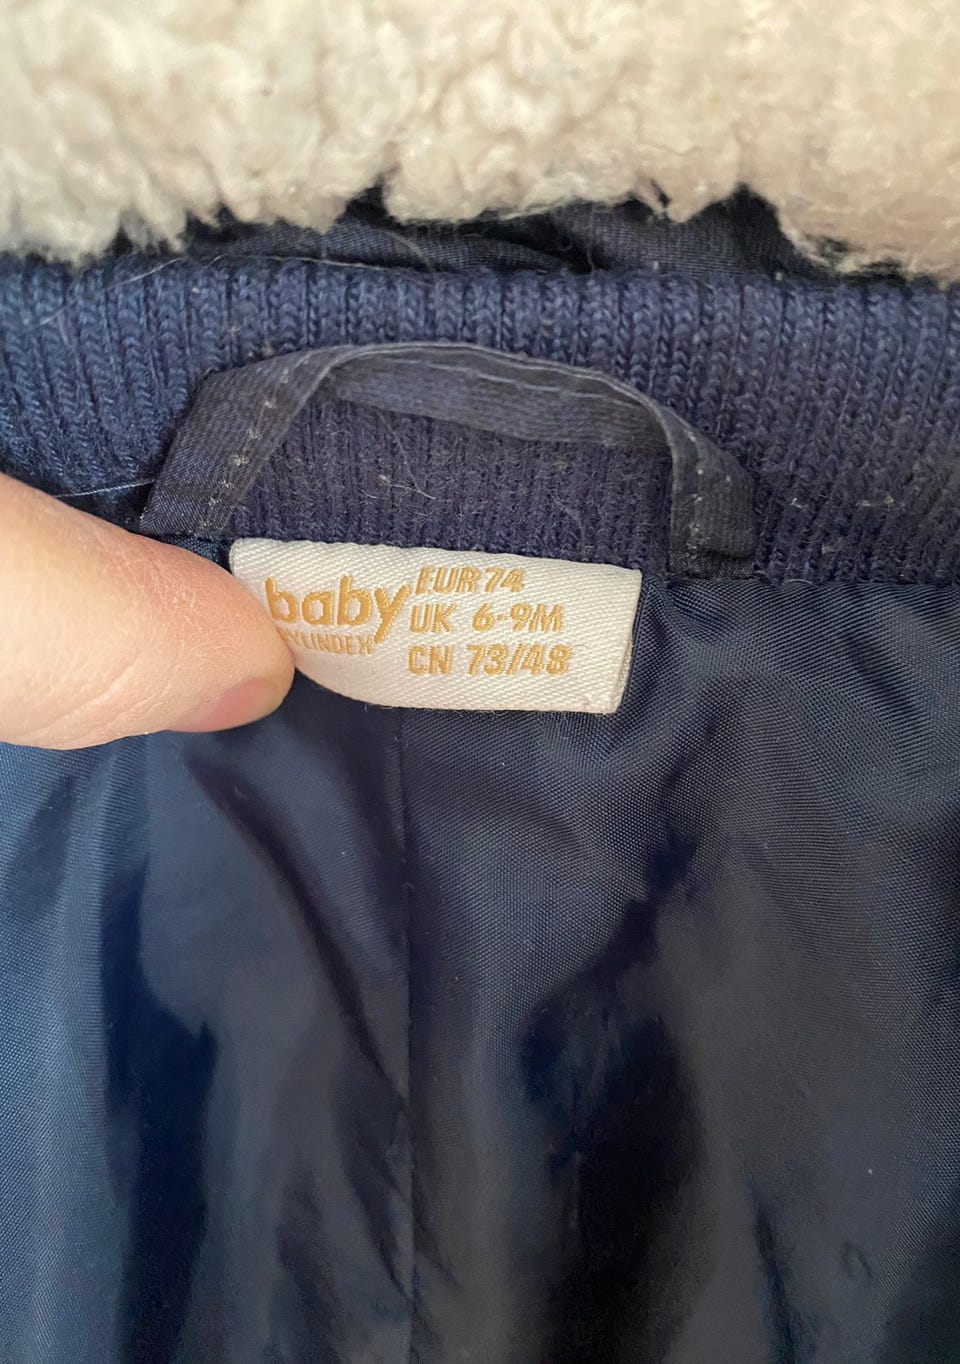 baby
EUR 74
UK 6-9M
CN 73/48